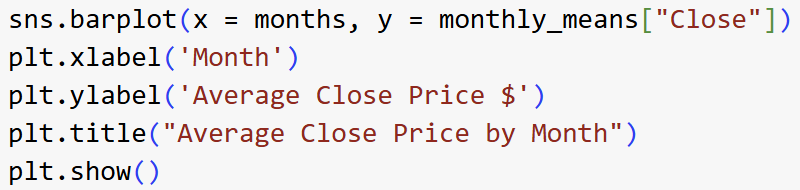 sns.barplot(x = months, y = monthly_means["Close"])
plt.xlabel('Month')
plt.ylabel('Average Close Price $')
plt.title("Average Close Price by Month")
plt.show()